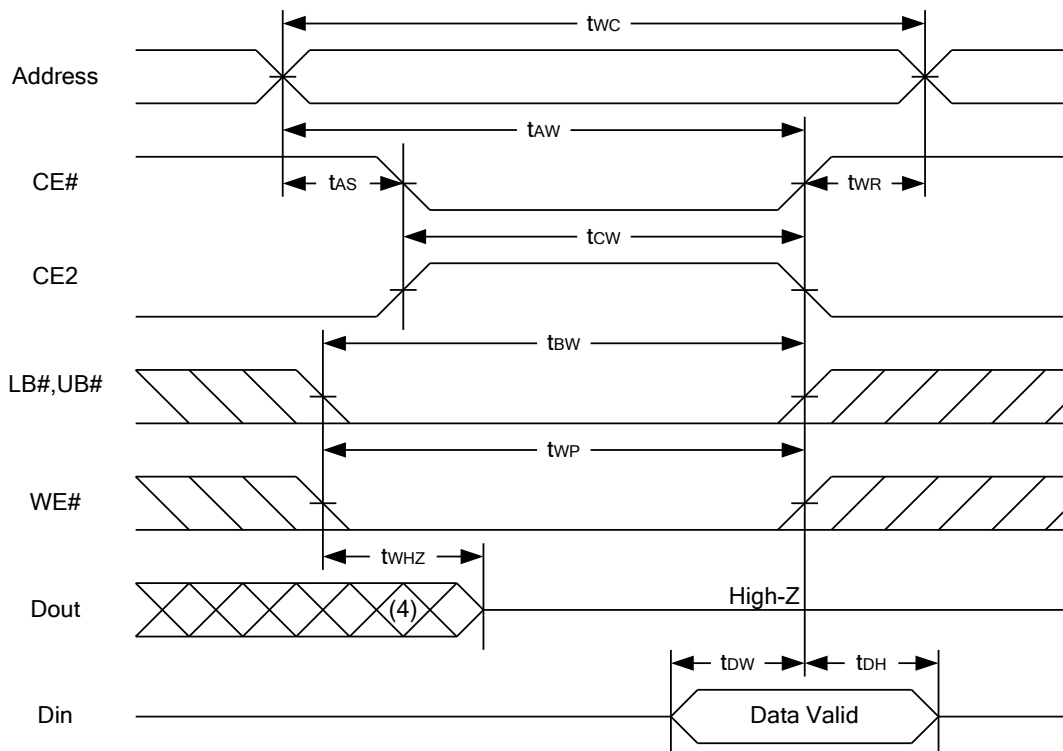 tWC
Address
tAW
CE#
tAS
tWR
tCW
CE2
tBW
LB#,UB#
tWP
WE#
tWHZ
Dout
(4)
High-Z
tDW
tDH
Din
Data Valid